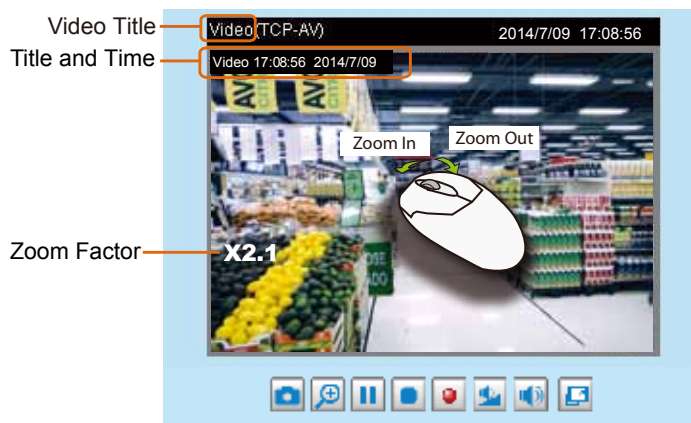 Video Title
Video(TCP-AV) 2014/7/09 17:08:56
Title and Time
Video 17:08:56 2014/7/09
Zoom In
Zoom Out
Zoom Factor
X2.1